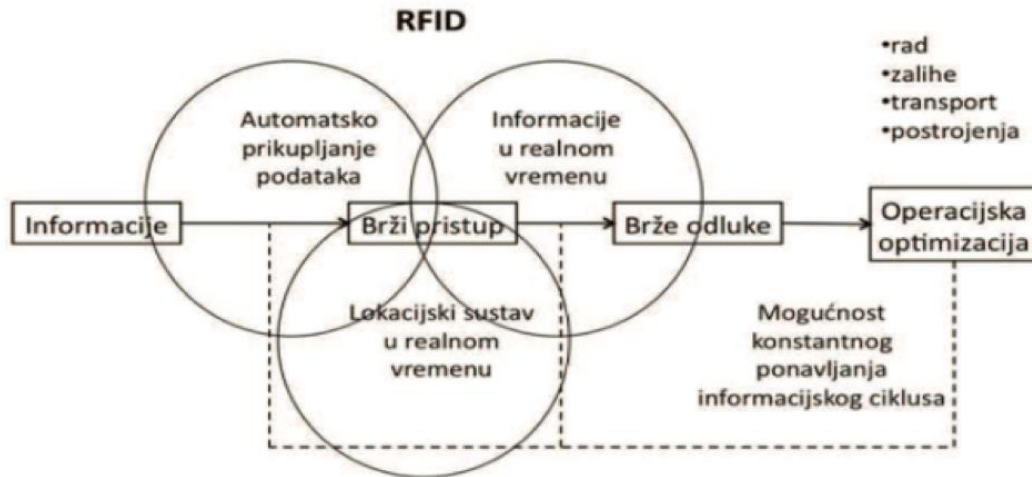 RFID
•rad
•zalihe
•transport
•postrojenja
Automatsko
prikupljanje
podataka
Informacije
u realnom
vremenu
Informacije
Brži pristup
Brže odluke
Operacijska
optimizacija
Lokacijski sustav
u realnom
vremenu
Mogućnost
konstantnog
ponavljanja
informacijskog ciklusa